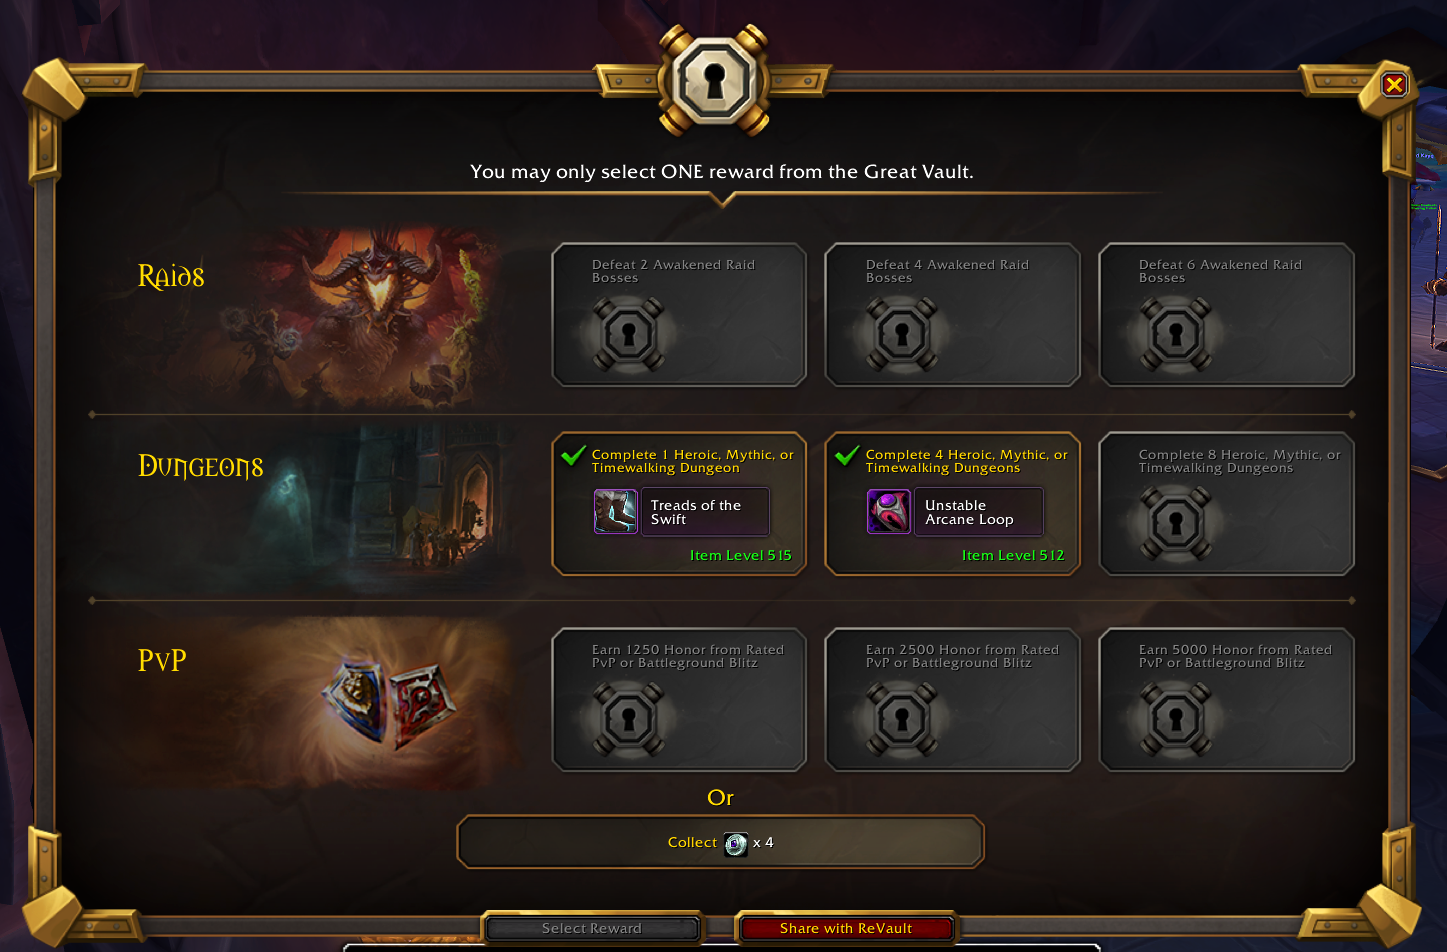 You may only select ONE reward from the Great Vault.
Raids
Defeat 2 Awakened Raid
Bosses
Defeat 4 Awakened Raid
Bosses
Defeat 6 Awakened Raid
Bosses
Dungeons
Complete 1 Heroic, Mythic, or
Timewalking Dungeon
Treads of the
Swift
Item Level 515
Complete 4 Heroic, Mythic, or
Timewalking Dungeons
Unstable
Arcane Loop
Item Level 512
Complete 8 Heroic, Mythic, or
Timewalking Dungeons
PvP
Earn 1250 Honor from Rated
PvP or Battleground Blitz
Earn 2500 Honor from Rated
PvP or Battleground Blitz
Earn 5000 Honor from Rated
PvP or Battleground Blitz
Or
Collect x 4
Select Reward
Share with ReVault